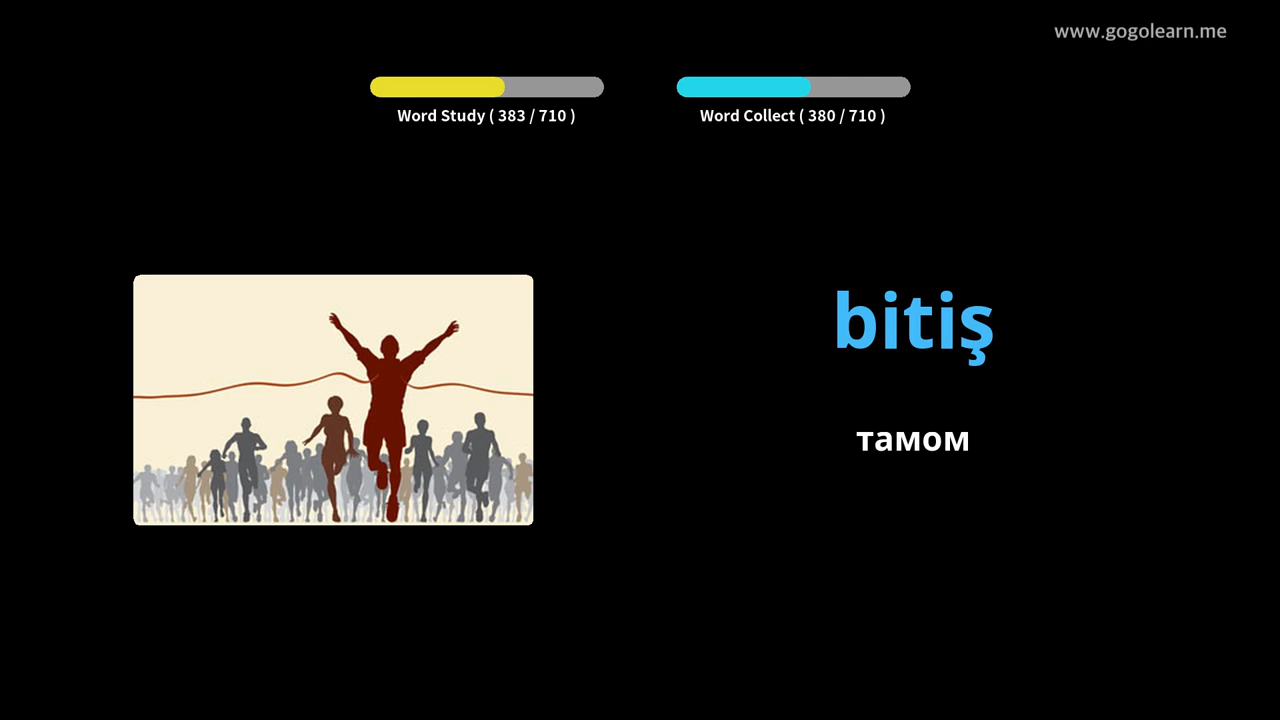 www.gogolearn.me
Word Study ( 383 / 710 )
Word Collect ( 380 / 710 )
bitiş
тамом